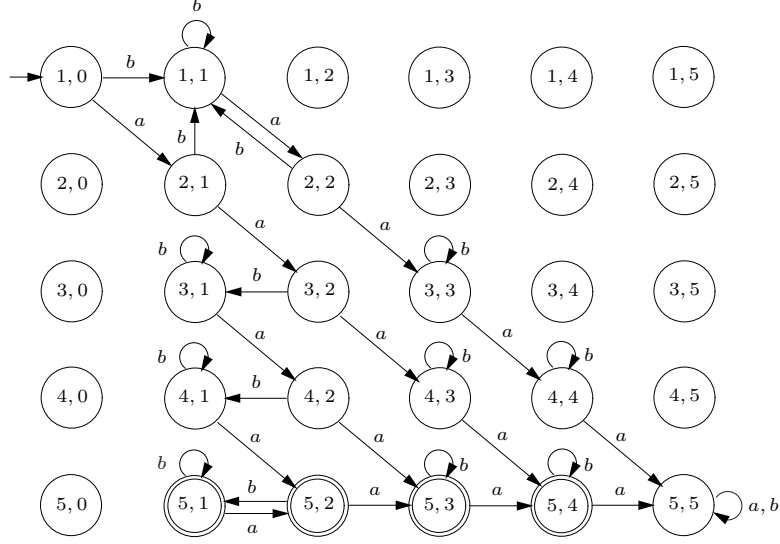 b
1, 0 b 1, 1 1, 2 1, 3 1, 4 1, 5
a b a b
2, 0 2, 1 2, 2 2, 3 2, 4 2, 5
a a
b b
3, 0 3, 1 b 3, 2 3, 3 3, 4 3, 5
a a a
b b b
4, 0 4, 1 b 4, 2 4, 3 4, 4 4, 5
a a a a
b b b
5, 0 5, 1 b a 5, 2 a 5, 3 a 5, 4 a 5, 5 a, b